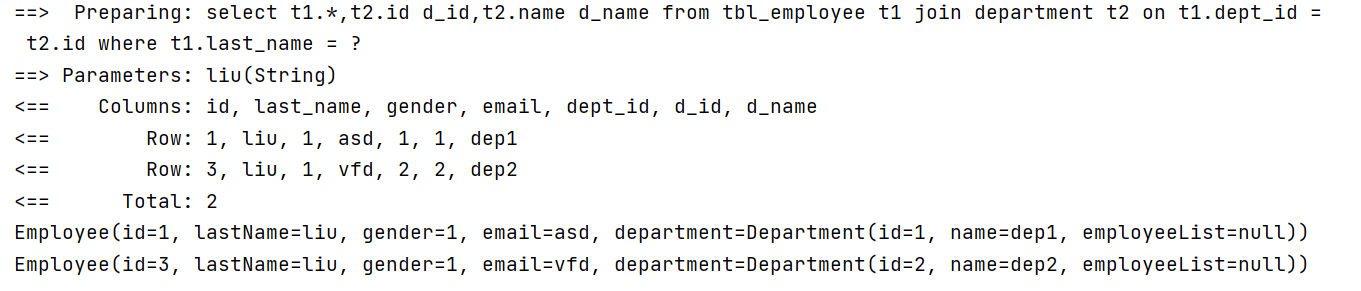 ==>  Preparing: select t1.*,t2.id d_id,t2.name d_name from tbl_employee t1 join department t2 on t1.dept_id =
 t2.id where t1.last_name = ?
==> Parameters: liu(String)
<==    Columns: id, last_name, gender, email, dept_id, d_id, d_name
<==        Row: 1, liu, 1, asd, 1, 1, dep1
<==        Row: 3, liu, 1, vfd, 2, 2, dep2
<==      Total: 2
Employee(id=1, lastName=liu, gender=1, email=asd, department=Department(id=1, name=dep1, employeeList=null))
Employee(id=3, lastName=liu, gender=1, email=vfd, department=Department(id=2, name=dep2, employeeList=null))